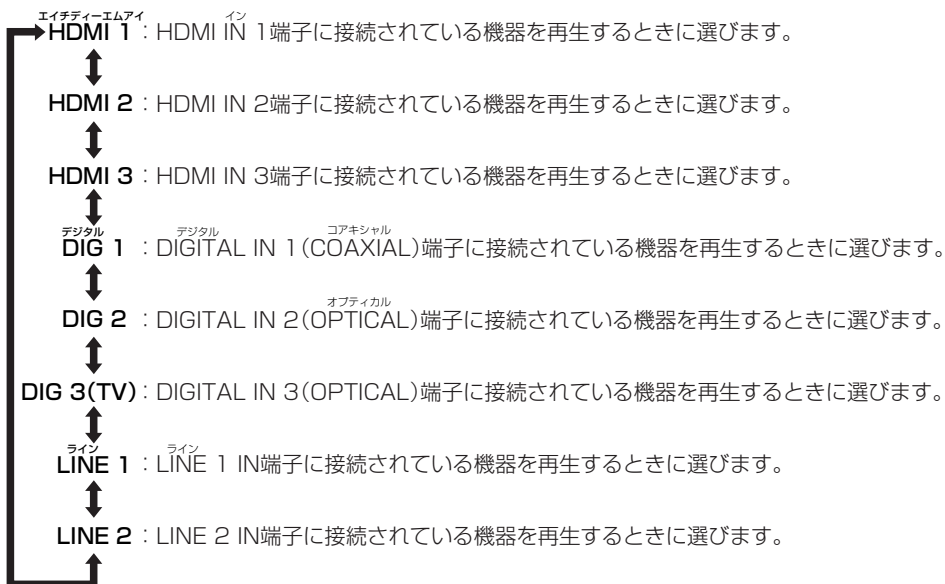 エイチディーエムアイ イン
HDMI 1：HDMI IN 1端子に接続されている機器を再生するときに選びます。
HDMI 2：HDMI IN 2端子に接続されている機器を再生するときに選びます。
HDMI 3：HDMI IN 3端子に接続されている機器を再生するときに選びます。
デジタル デジタル コアキシャル
DIG 1：DIGITAL IN 1(COAXIAL)端子に接続されている機器を再生するときに選びます。
オプティカル
DIG 2：DIGITAL IN 2(OPTICAL)端子に接続されている機器を再生するときに選びます。
DIG 3(TV)：DIGITAL IN 3(OPTICAL)端子に接続されている機器を再生するときに選びます。
ライン ライン
LINE 1：LINE 1 IN端子に接続されている機器を再生するときに選びます。
LINE 2：LINE 2 IN端子に接続されている機器を再生するときに選びます。